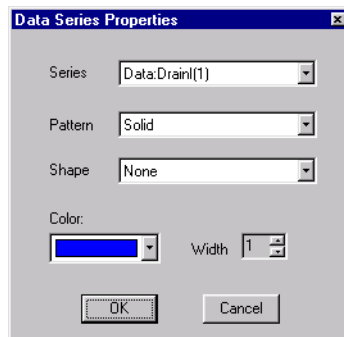 Data Series Properties
Series Data:DrainI(1)
Pattern Solid
Shape None
Color:
Width 1
OK Cancel